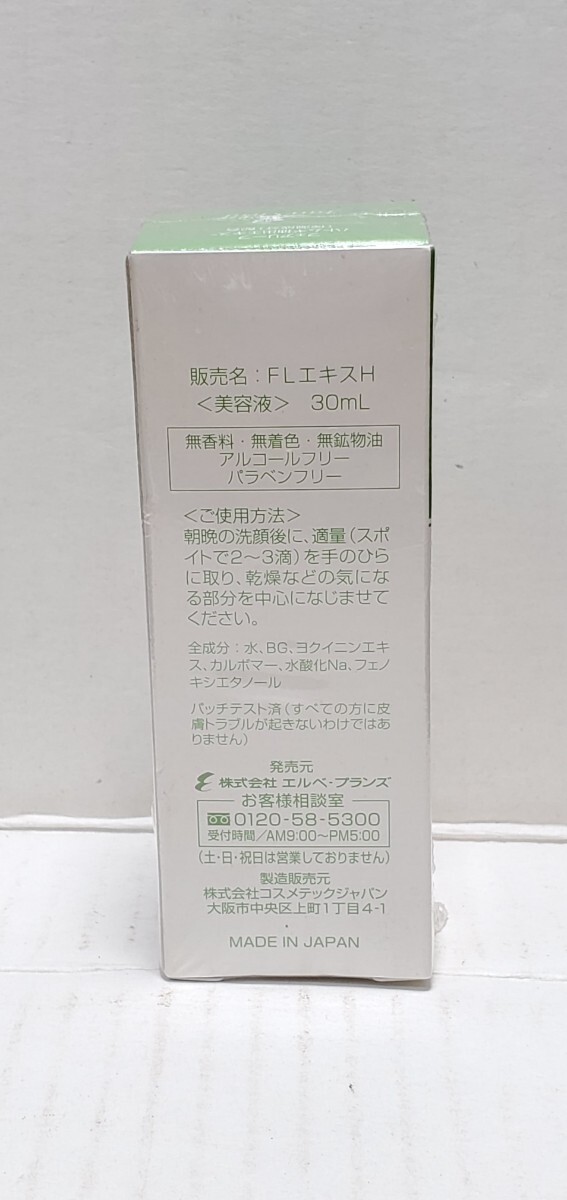 販売名：FLエキスH
＜美容液＞ 30mL
無香料・無着色・無鉱物油
アルコールフリー
パラベンフリー
＜ご使用方法＞
朝晩の洗顔後に、適量（スポ
イトで2〜3滴）を手のひら
に取り、乾燥などの気にな
る部分を中心になじませて
ください。
全成分：水、BG、ヨクイニンエキ
ス、カルボマー、水酸化Na、フェノ
キシエタノール
パッチテスト済（すべての方に皮
膚トラブルが起きないわけではあ
りません）
発売元
株式会社 エルベ・プランズ
お客様相談室
0120-58-5300
受付時間/AM9:00〜PM5:00
（土・日・祝日は営業しておりません）
製造販売元
株式会社コスメテックジャパン
大阪市中央区上町1丁目4-1
MADE IN JAPAN